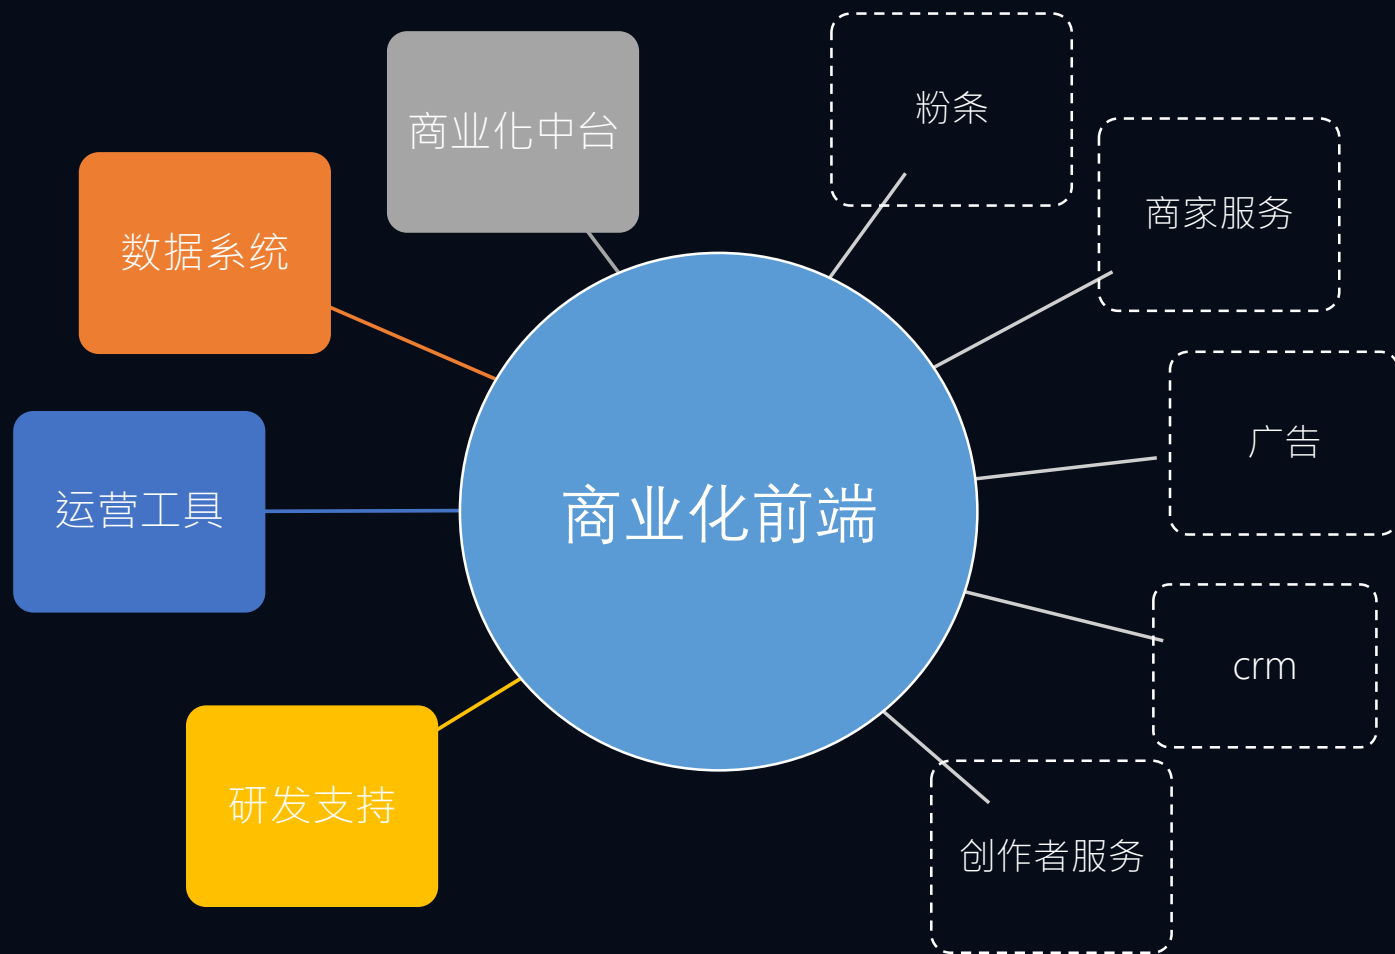 粉条
商业化中台
商家服务
数据系统
广告
运营工具
商业化前端
crm
研发支持
创作者服务